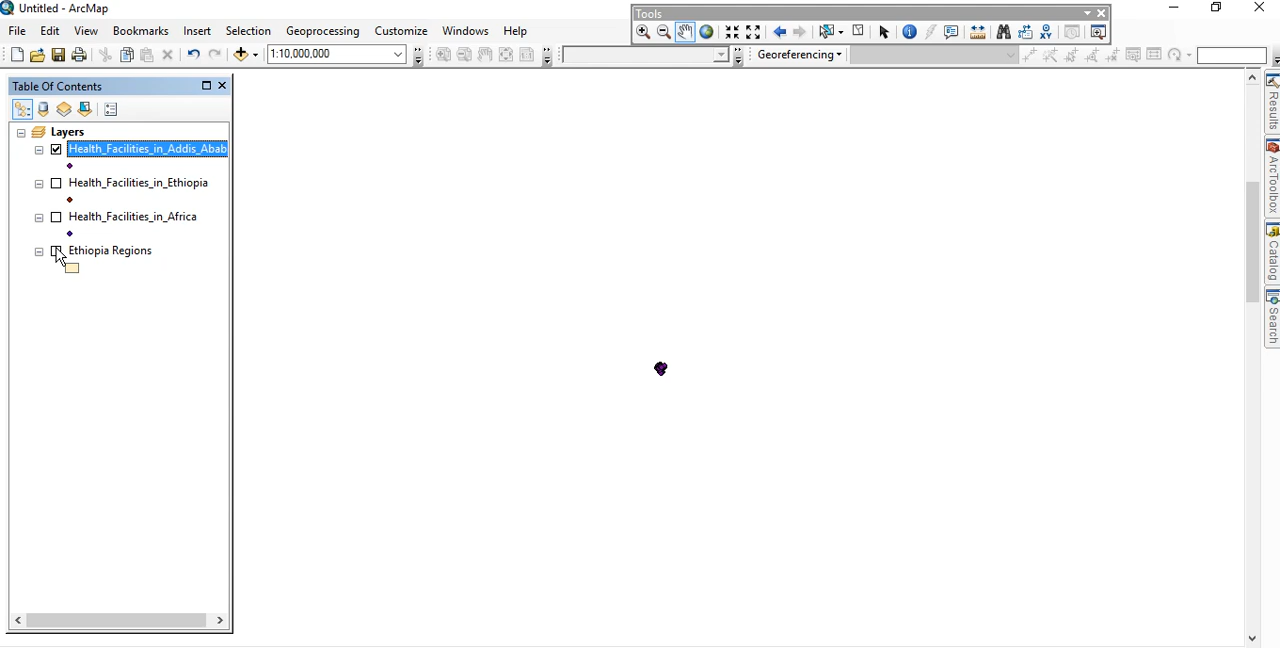 Untitled - ArcMap
Tools
File Edit View Bookmarks Insert Selection Geoprocessing Customize Windows Help
1:10,000,000
Georeferencing
Table Of Contents
Layers
Health_Facilities_in_Addis_Abab
Health_Facilities_in_Ethiopia
Health_Facilities_in_Africa
Ethiopia Regions
Results
ArcToolbox
Catalog
Search